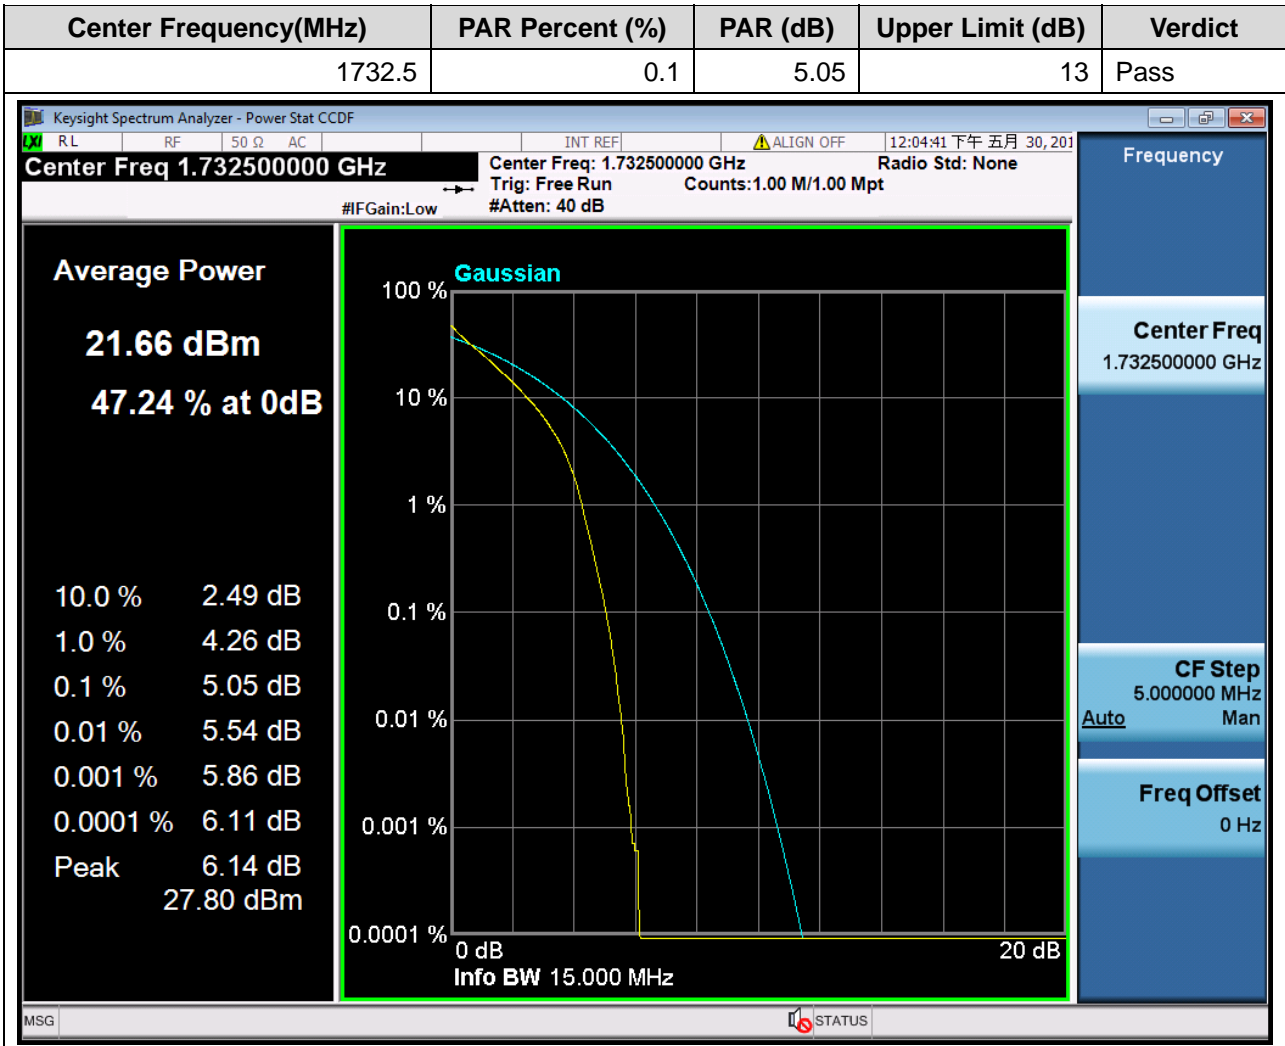 Center Frequency(MHz) PAR Percent (%) PAR (dB) Upper Limit (dB) Verdict
1732.5 0.1 5.05 13 Pass
Keysight Spectrum Analyzer - Power Stat CCDF
LXI RL RF 50 Ω AC INT REF ALIGN OFF 12:04:41 下午 五月 30, 201
Center Freq 1.732500000 GHz
Center Freq: 1.732500000 GHz Radio Std: None
Trig: Free Run Counts:1.00 M/1.00 Mpt
#IFGain:Low #Atten: 40 dB
Frequency
Average Power
21.66 dBm
47.24 % at 0dB
10.0 % 2.49 dB
1.0 % 4.26 dB
0.1 % 5.05 dB
0.01 % 5.54 dB
0.001 % 5.86 dB
0.0001 % 6.11 dB
Peak 6.14 dB
27.80 dBm
Gaussian
100 %
10 %
1 %
0.1 %
0.01 %
0.001 %
0.0001 %
0 dB 20 dB
Info BW 15.000 MHz
Center Freq
1.732500000 GHz
CF Step
5.000000 MHz
Auto Man
Freq Offset
0 Hz
MSG STATUS